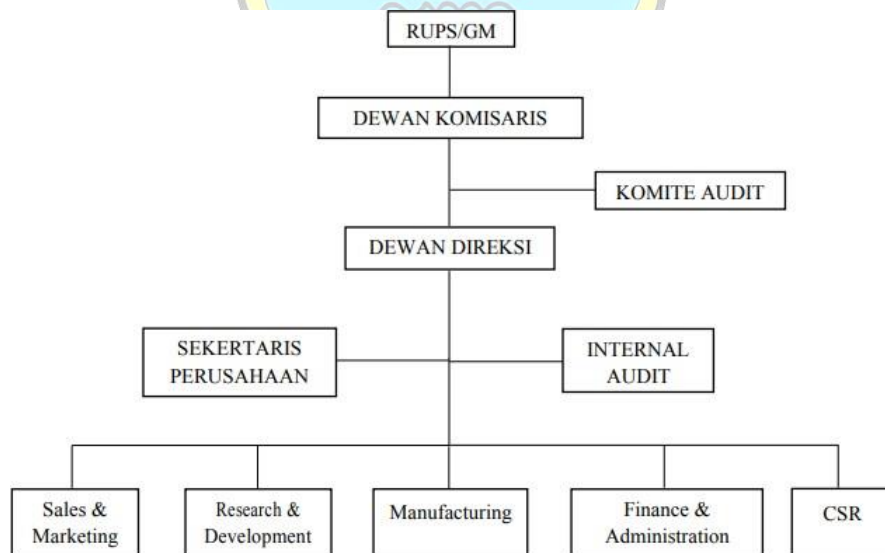 RUPS/GM
DEWAN KOMISARIS
KOMITE AUDIT
DEWAN DIREKSI
SEKERTARIS
PERUSAHAAN
INTERNAL
AUDIT
Sales &
Marketing
Research &
Development
Manufacturing
Finance &
Administration
CSR